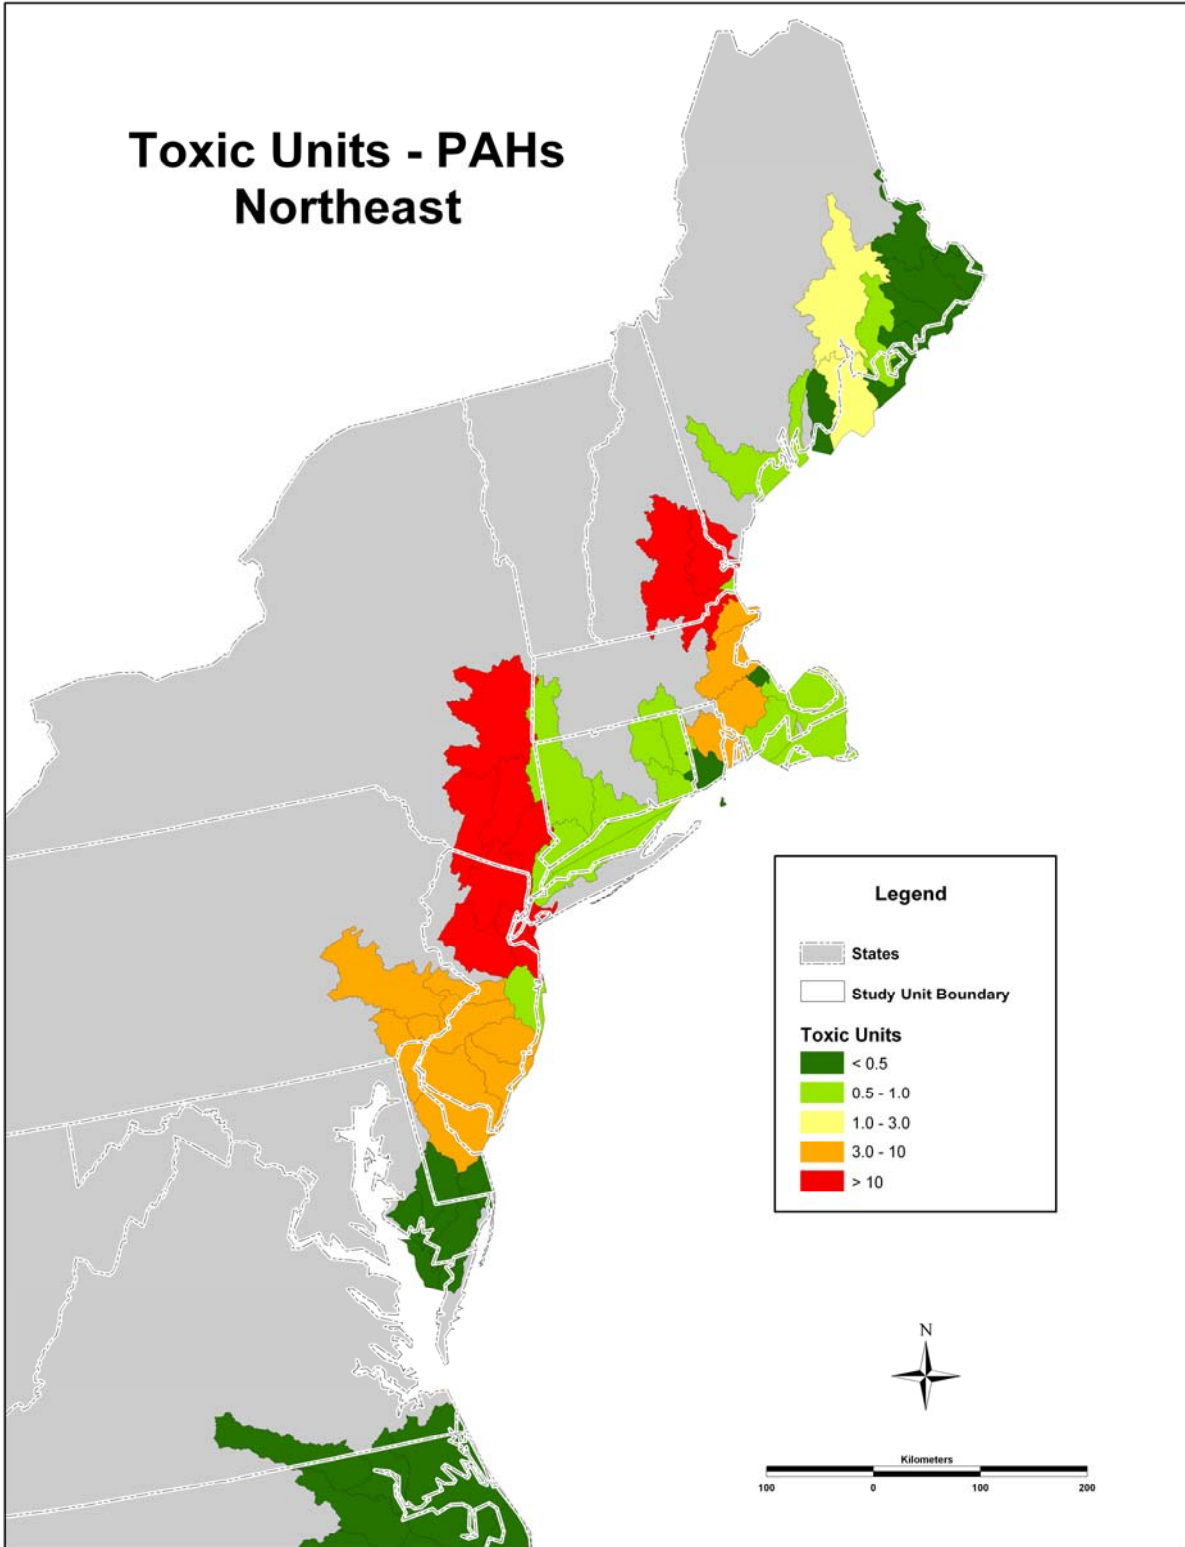 Toxic Units - PAHs
Northeast
Legend
States
Study Unit Boundary
Toxic Units
< 0.5
0.5 - 1.0
1.0 - 3.0
3.0 - 10
> 10
N
Kilometers
100 0 100 200